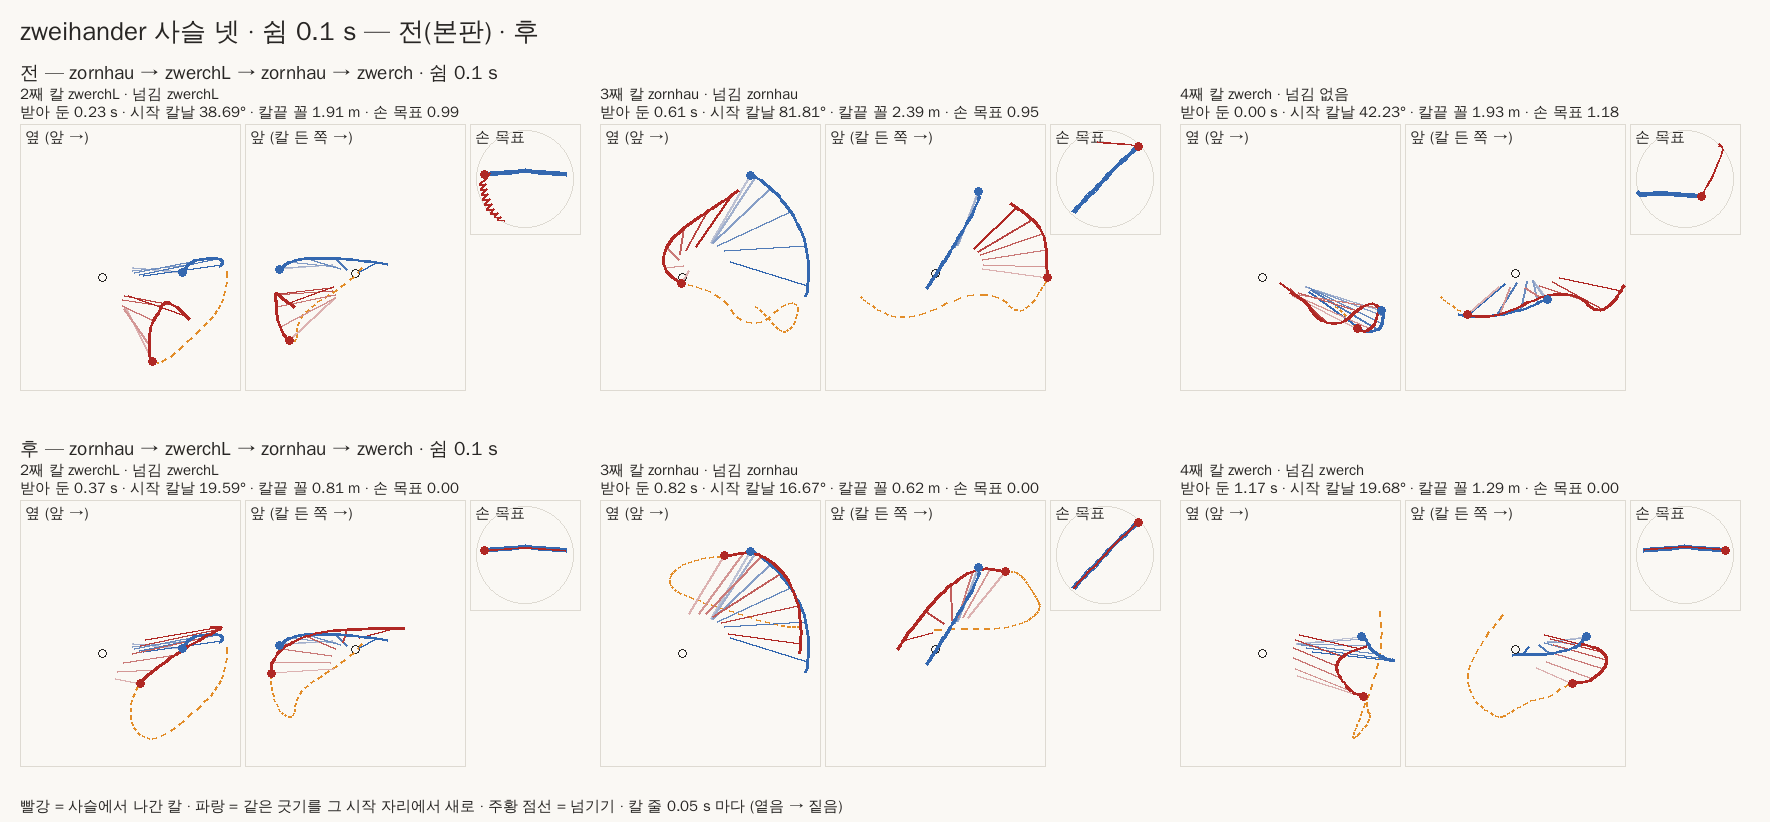 zweihander 사슬 넷 · 쉼 0.1 s — 전(본판) · 후
전 — zornhau → zwerchL → zornhau → zwerch · 쉼 0.1 s
2째 칼 zwerchL · 넘김 zwerchL
받아 둔 0.23 s · 시작 칼날 38.69° · 칼끝 꼴 1.91 m · 손 목표 0.99
옆 (앞 →)
앞 (칼 든 쪽 →)
손 목표
3째 칼 zornhau · 넘김 zornhau
받아 둔 0.61 s · 시작 칼날 81.81° · 칼끝 꼴 2.39 m · 손 목표 0.95
옆 (앞 →)
앞 (칼 든 쪽 →)
손 목표
4째 칼 zwerch · 넘김 없음
받아 둔 0.00 s · 시작 칼날 42.23° · 칼끝 꼴 1.93 m · 손 목표 1.18
옆 (앞 →)
앞 (칼 든 쪽 →)
손 목표
후 — zornhau → zwerchL → zornhau → zwerch · 쉼 0.1 s
2째 칼 zwerchL · 넘김 zwerchL
받아 둔 0.37 s · 시작 칼날 19.59° · 칼끝 꼴 0.81 m · 손 목표 0.00
옆 (앞 →)
앞 (칼 든 쪽 →)
손 목표
3째 칼 zornhau · 넘김 zornhau
받아 둔 0.82 s · 시작 칼날 16.67° · 칼끝 꼴 0.62 m · 손 목표 0.00
옆 (앞 →)
앞 (칼 든 쪽 →)
손 목표
4째 칼 zwerch · 넘김 zwerch
받아 둔 1.17 s · 시작 칼날 19.68° · 칼끝 꼴 1.29 m · 손 목표 0.00
옆 (앞 →)
앞 (칼 든 쪽 →)
손 목표
빨강 = 사슬에서 나간 칼 · 파랑 = 같은 긋기를 그 시작 자리에서 새로 · 주황 점선 = 넘기기 · 칼 줄 0.05 s 마다 (옅음 → 짙음)